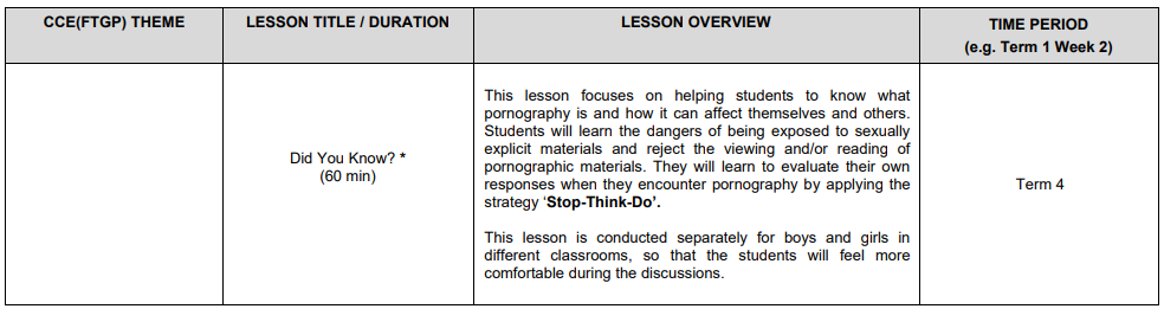 CCE(FTGP) THEME
LESSON TITLE / DURATION
LESSON OVERVIEW
TIME PERIOD
(e.g. Term 1 Week 2)
Did You Know? *
(60 min)
This lesson focuses on helping students to know what
pornography is and how it can affect themselves and others.
Students will learn the dangers of being exposed to sexually
explicit materials and reject the viewing and/or reading of
pornographic materials. They will learn to evaluate their own
responses when they encounter pornography by applying the
strategy ‘Stop-Think-Do’.
This lesson is conducted separately for boys and girls in
different classrooms, so that the students will feel more
comfortable during the discussions.
Term 4